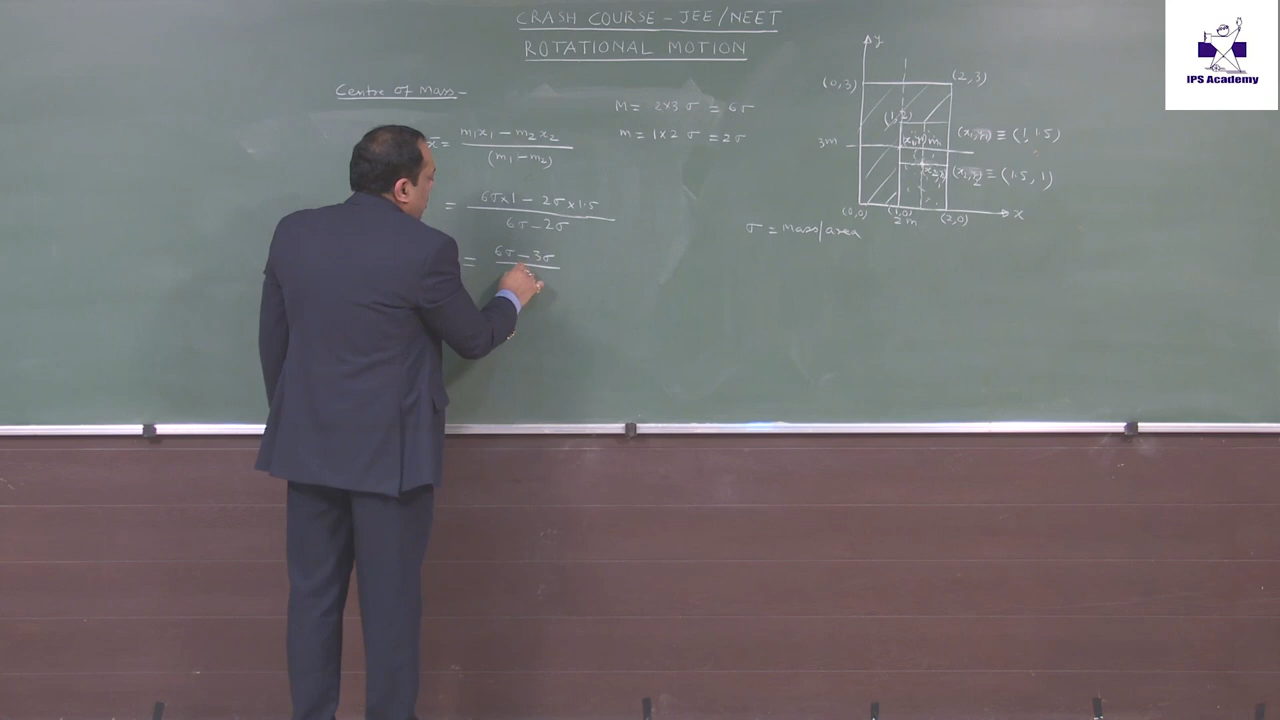 CRASH COURSE - JEE/NEET
ROTATIONAL MOTION
IPS Academy
Centre of Mass -
x̄ = m₁x₁ - m₂x₂ / (m₁ - m₂)
= 6σ×1 - 2σ×1.5 / 6σ - 2σ
= 6σ - 3σ
M = 2×3 σ = 6σ
m = 1×2 σ = 2σ
σ = Mass/area
y
(0,3)
(2,3)
(1,2)
3m
(x₁,y₁) ≡ (1, 1.5)
(x₂,y₂) ≡ (1.5, 1)
(0,0)
(1,0)
(2,0)
x
2m